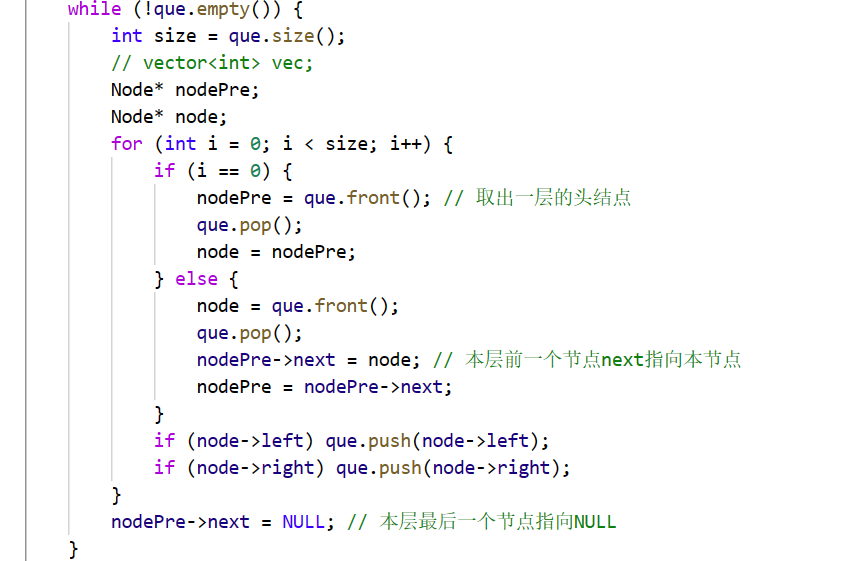 while (!que.empty()) {
    int size = que.size();
    // vector<int> vec;
    Node* nodePre;
    Node* node;
    for (int i = 0; i < size; i++) {
        if (i == 0) {
            nodePre = que.front(); // 取出一层的头结点
            que.pop();
            node = nodePre;
        } else {
            node = que.front();
            que.pop();
            nodePre->next = node; // 本层前一个节点next指向本节点
            nodePre = nodePre->next;
        }
        if (node->left) que.push(node->left);
        if (node->right) que.push(node->right);
    }
    nodePre->next = NULL; // 本层最后一个节点指向NULL
}